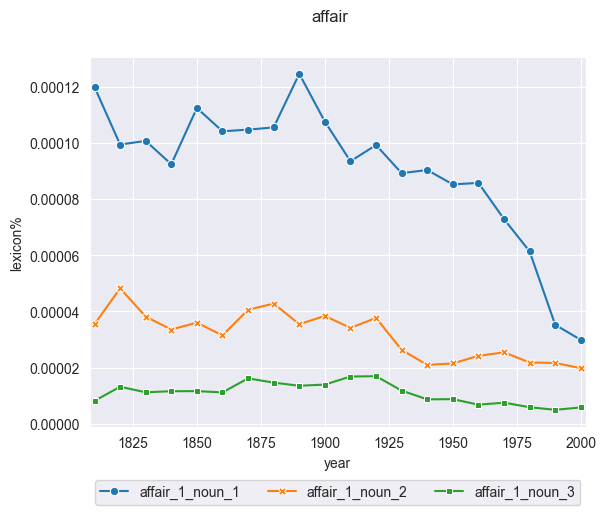 affair
0.00012
0.00010
0.00008
0.00006
0.00004
0.00002
0.00000
lexicon%
1825 1850 1875 1900 1925 1950 1975 2000
year
affair_1_noun_1 affair_1_noun_2 affair_1_noun_3